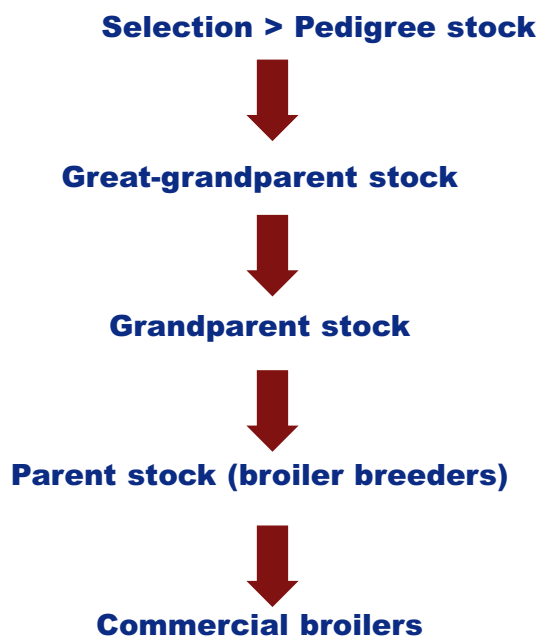 Selection > Pedigree stock
Great-grandparent stock
Grandparent stock
Parent stock (broiler breeders)
Commercial broilers